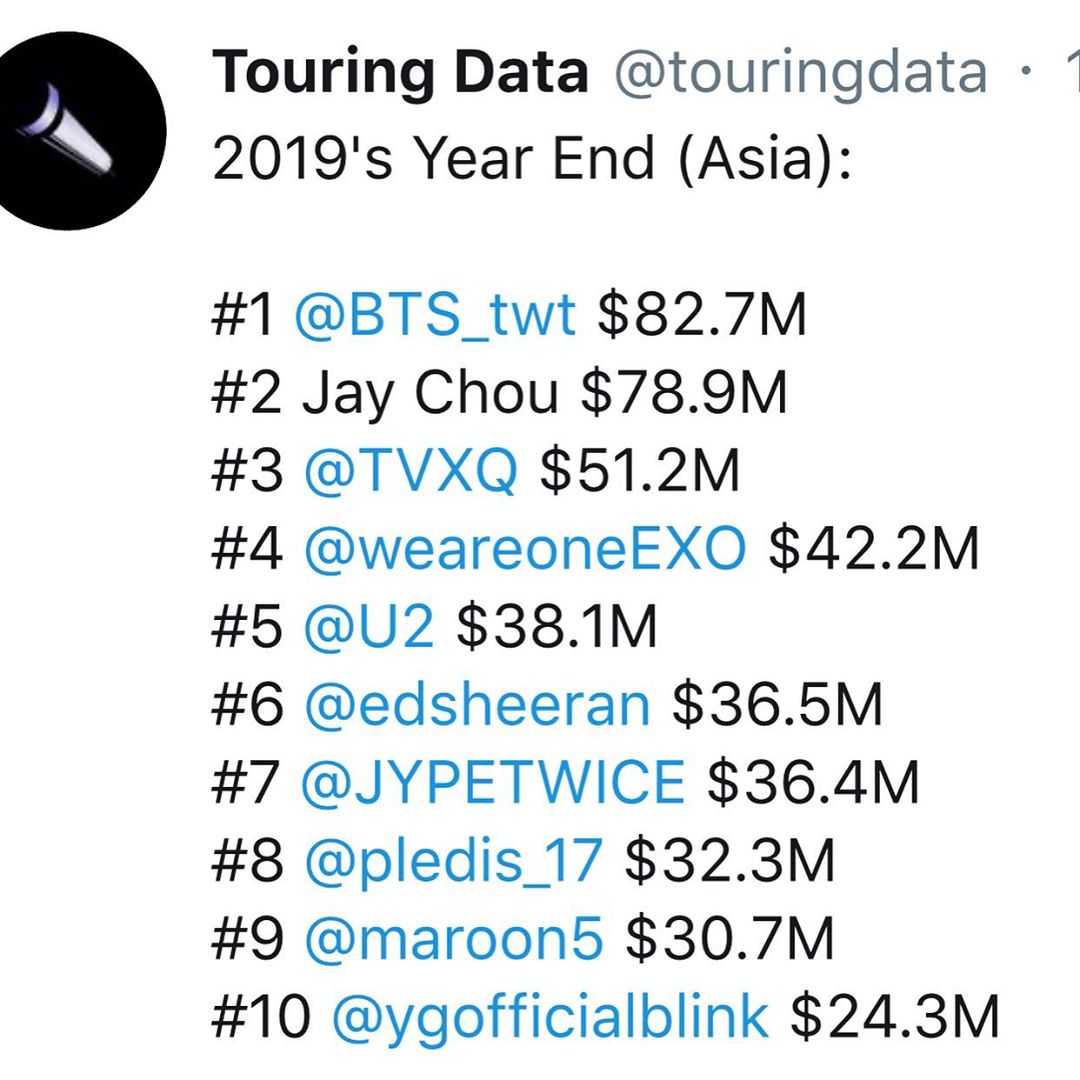 Touring Data @touringdata · 1
2019's Year End (Asia):
#1 @BTS_twt $82.7M
#2 Jay Chou $78.9M
#3 @TVXQ $51.2M
#4 @weareoneEXO $42.2M
#5 @U2 $38.1M
#6 @edsheeran $36.5M
#7 @JYPETWICE $36.4M
#8 @pledis_17 $32.3M
#9 @maroon5 $30.7M
#10 @ygofficialblink $24.3M